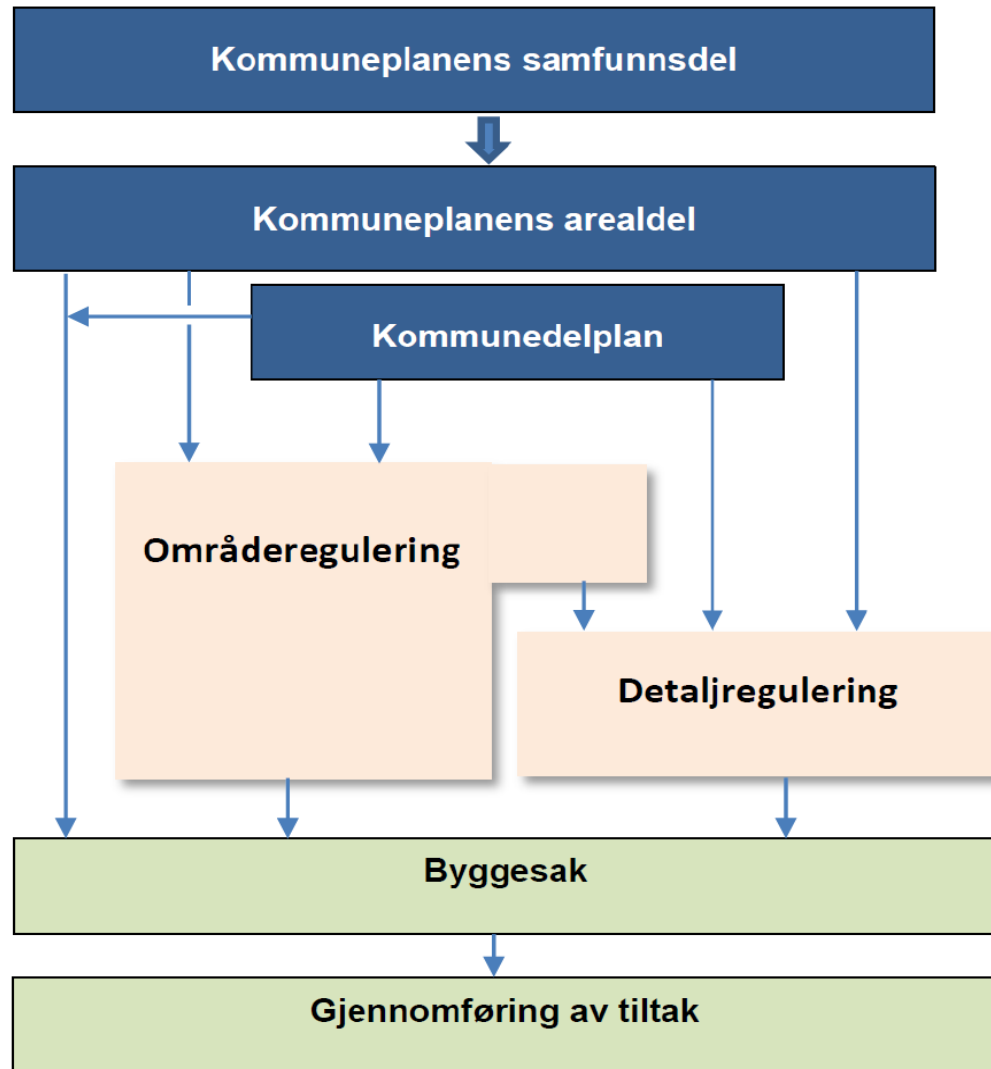 Kommuneplanens samfunnsdel
Kommuneplanens arealdel
Kommunedelplan
Områderegulering
Detaljregulering
Byggesak
Gjennomføring av tiltak